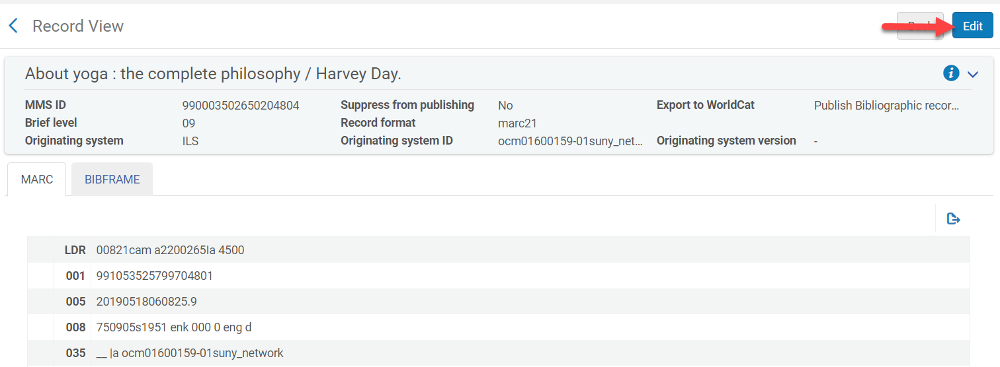 Record View
Edit
About yoga : the complete philosophy / Harvey Day.
MMS ID 990003502650204804 Suppress from publishing No Export to WorldCat Publish Bibliographic recor...
Brief level 09 Record format marc21
Originating system ILS Originating system ID ocm01600159-01suny_net... Originating system version -
MARC BIBFRAME
LDR 00821cam a2200265Ia 4500
001 991053525799704801
005 20190518060825.9
008 750905s1951 enk 000 0 eng d
035 __ |a ocm01600159-01suny_network